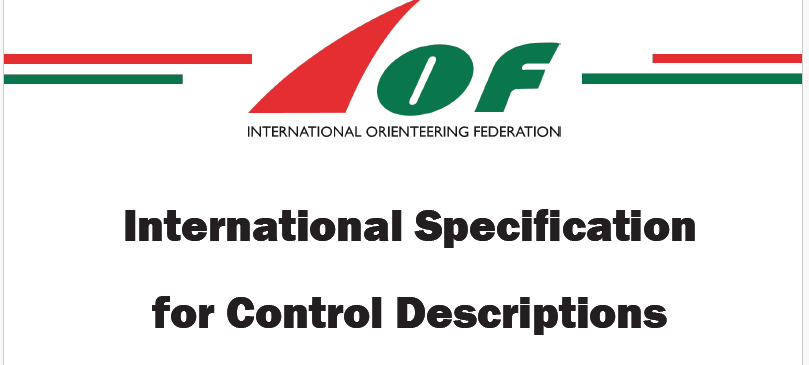 IOF
INTERNATIONAL ORIENTEERING FEDERATION
International Specification
for Control Descriptions